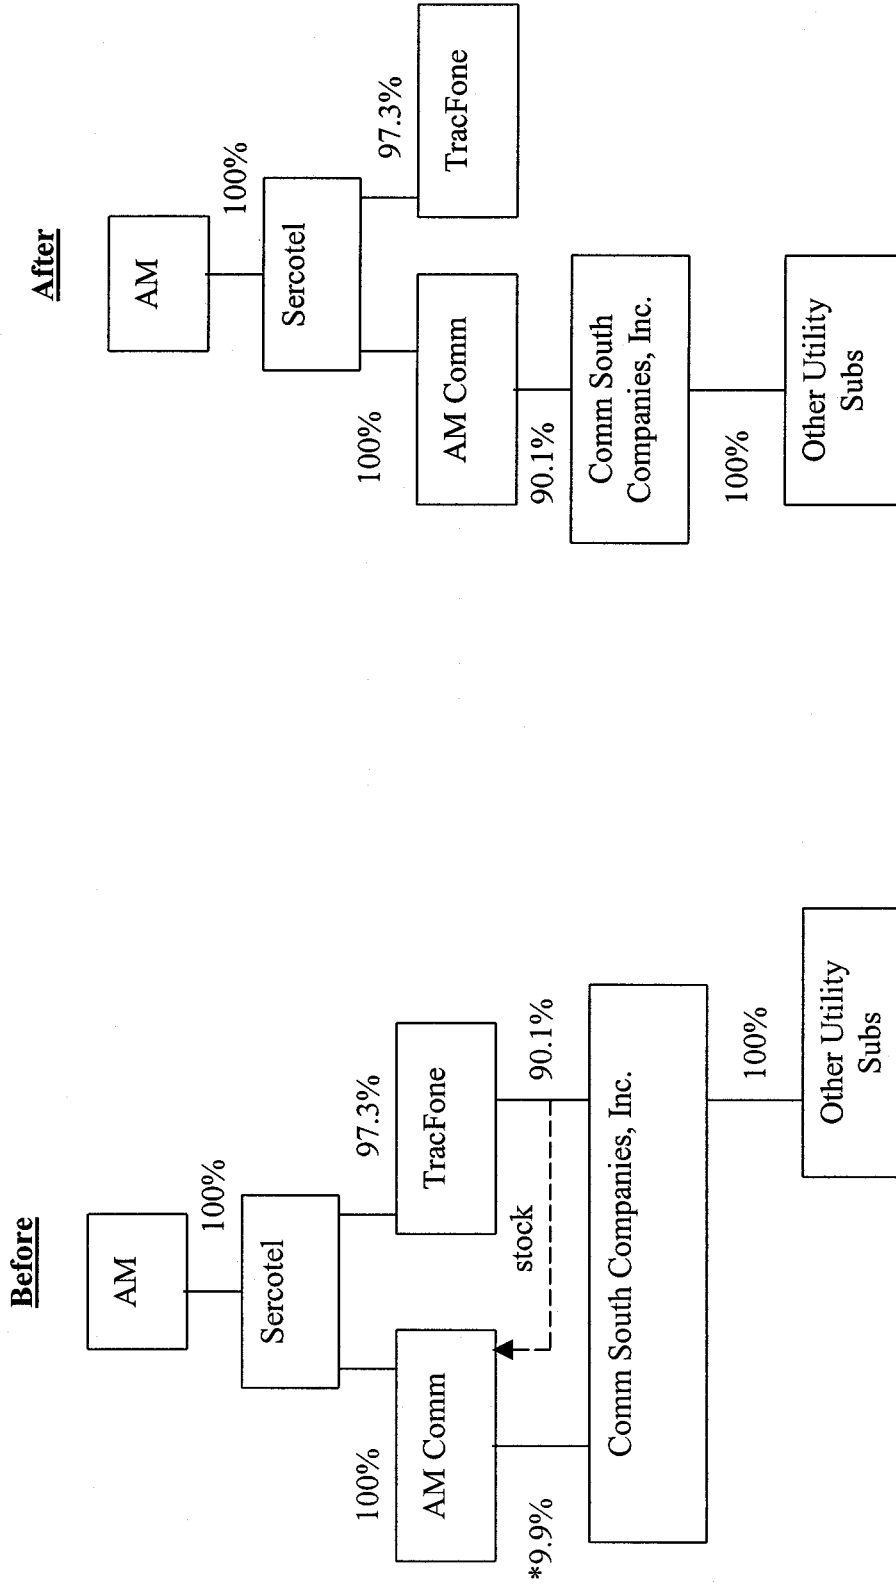 Before
AM
100%
Sercotel
100%
97.3%
AM Comm
TracFone
stock
*9.9%
90.1%
Comm South Companies, Inc.
100%
Other Utility
Subs
After
AM
100%
Sercotel
100%
97.3%
AM Comm
TracFone
90.1%
Comm South
Companies, Inc.
100%
Other Utility
Subs